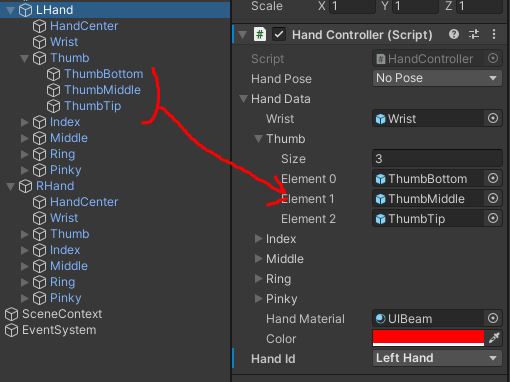 LHand
HandCenter
Wrist
Thumb
ThumbBottom
ThumbMiddle
ThumbTip
Index
Middle
Ring
Pinky
RHand
HandCenter
Wrist
Thumb
Index
Middle
Ring
Pinky
SceneContext
EventSystem
Scale X 1 Y 1 Z 1
# Hand Controller (Script)
Script # HandController
Hand Pose No Pose
Hand Data
Wrist Wrist
Thumb
Size 3
Element 0 ThumbBottom
Element 1 ThumbMiddle
Element 2 ThumbTip
Index
Middle
Ring
Pinky
Hand Material UIBeam
Color
Hand Id Left Hand